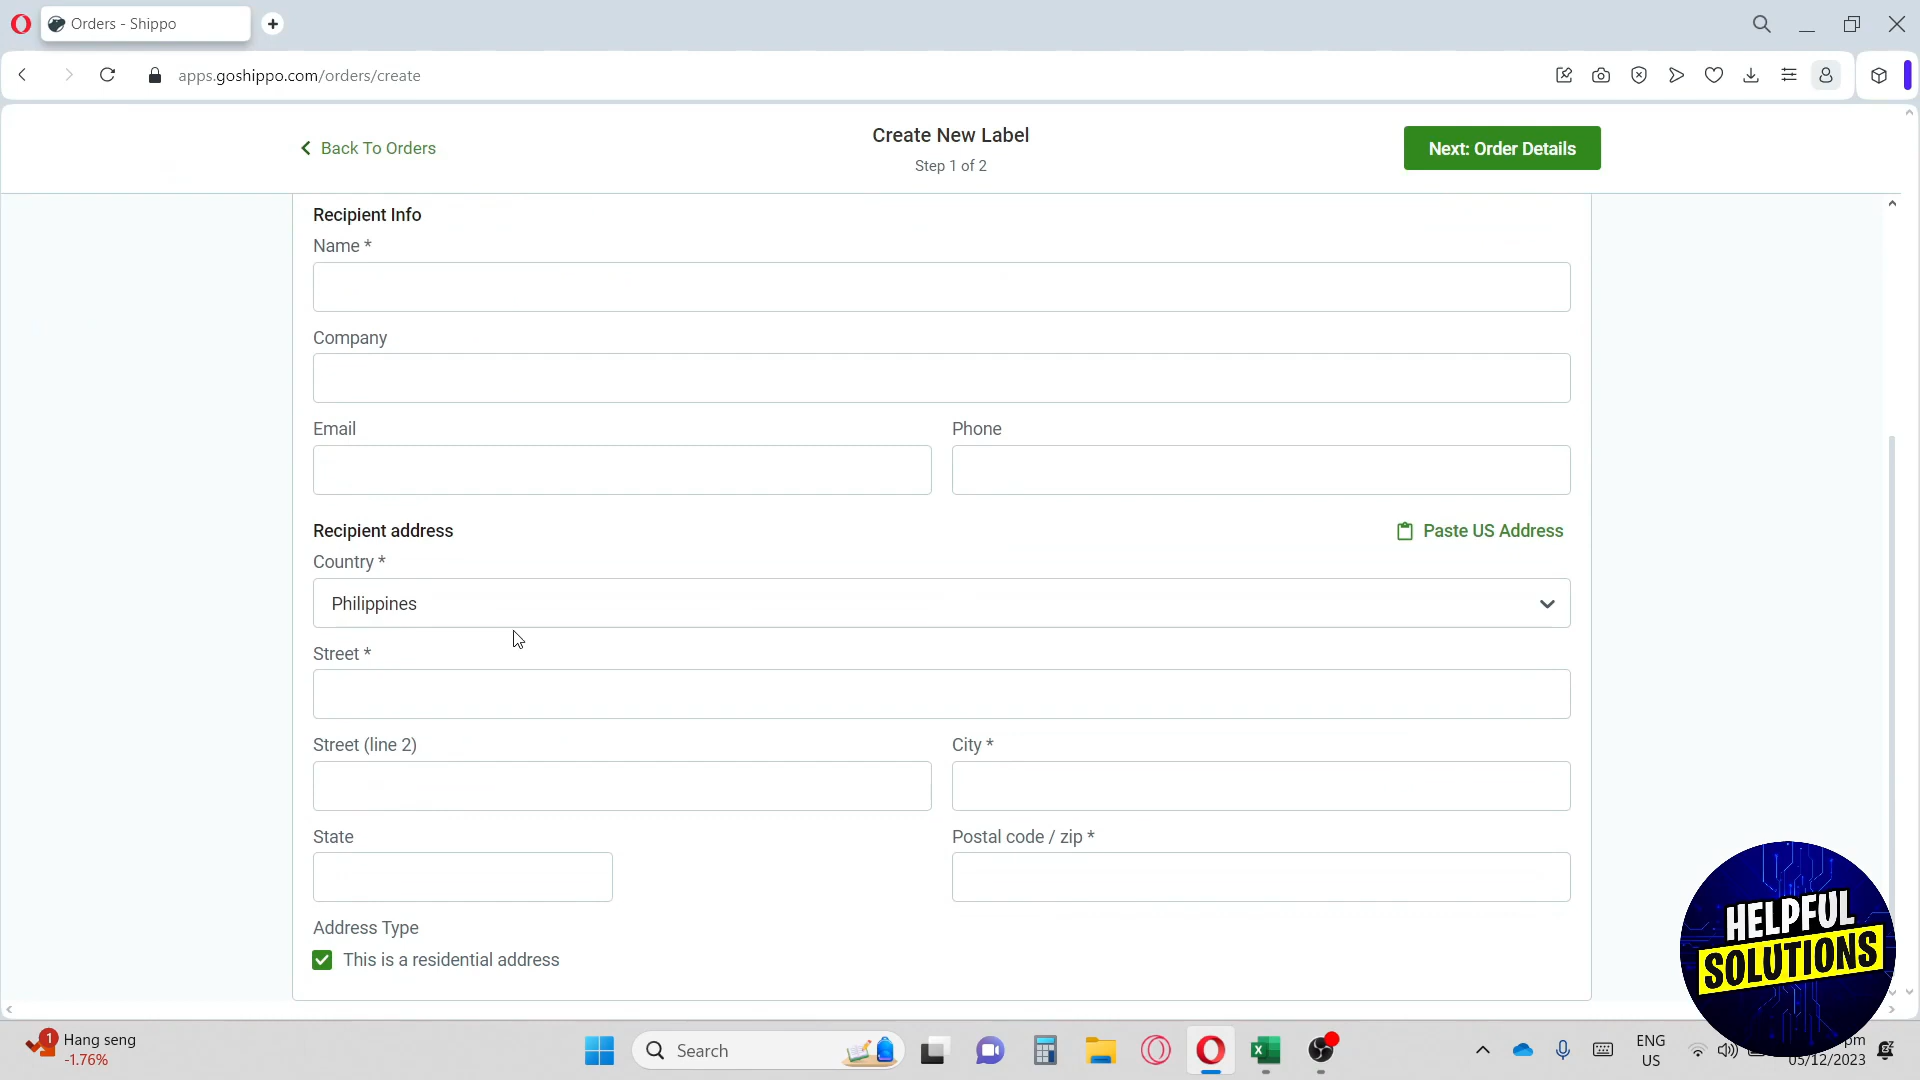 Orders - Shippo
apps.goshippo.com/orders/create
Back To Orders
Create New Label
Step 1 of 2
Next: Order Details
Recipient Info
Name *
Company
Email
Phone
Recipient address
Paste US Address
Country *
Philippines
Street *
Street (line 2)
City *
State
Postal code / zip *
Address Type
This is a residential address
HELPFUL
SOLUTIONS
1
Hang seng
-1.76%
Search
ENG
US
pm
05/12/2023